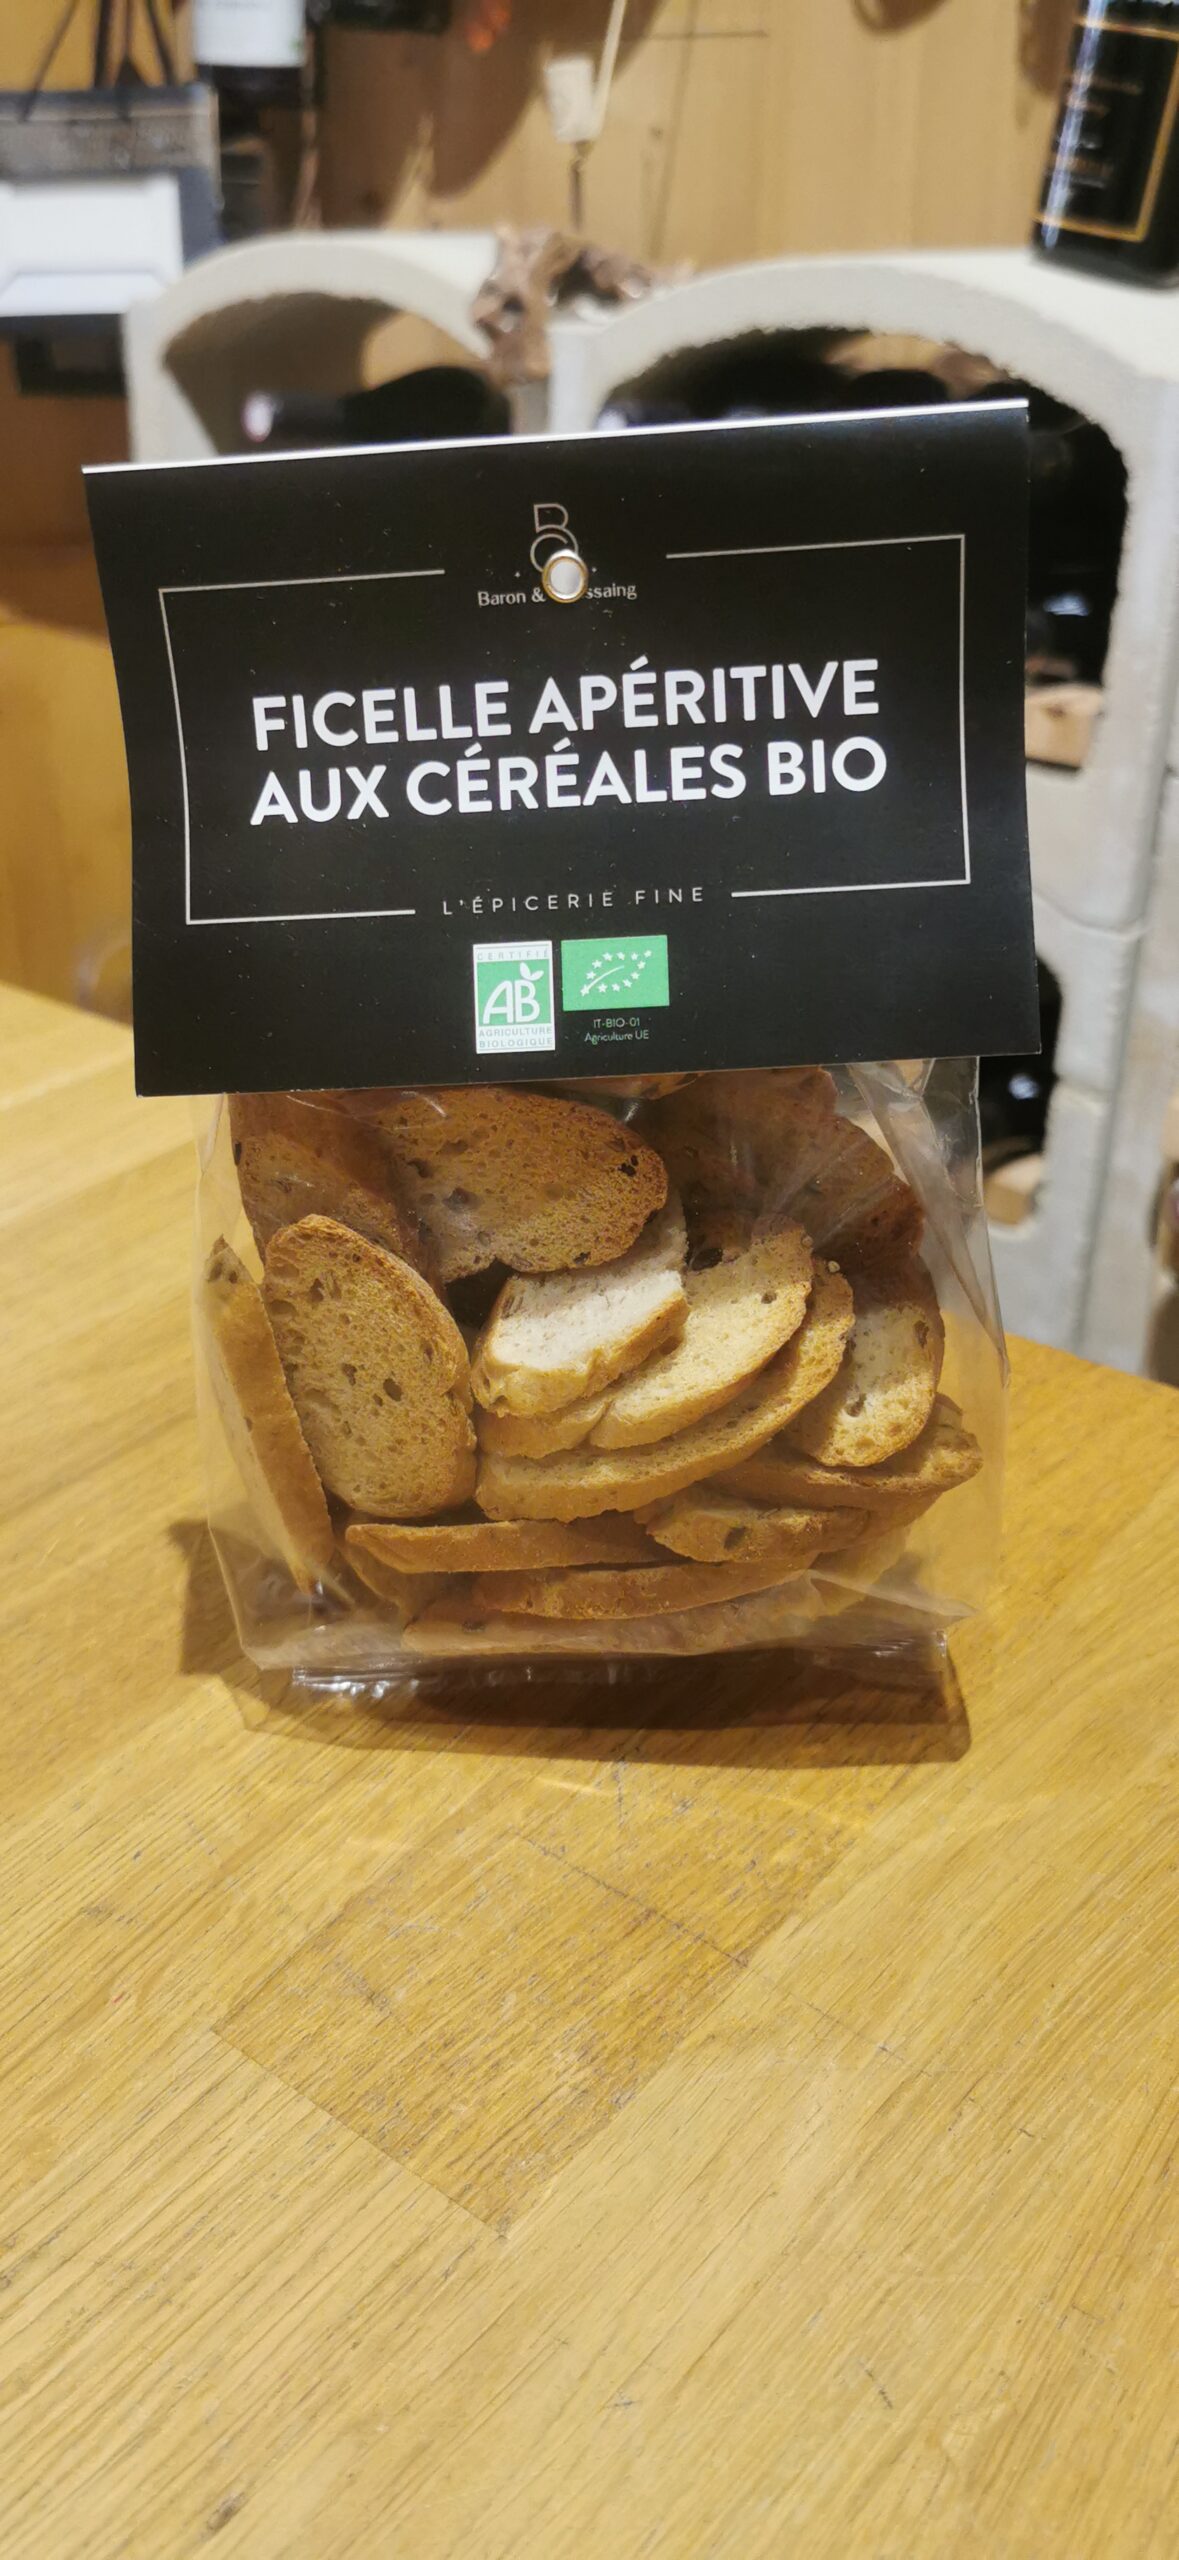 Baron &
FICELLE APÉRITIVE
AUX CÉRÉALES BIO
L'ÉPICERIE FINE
CERTIFIÉ
AB
AGRICULTURE
BIOLOGIQUE
IT-BIO-01
Agriculture UE